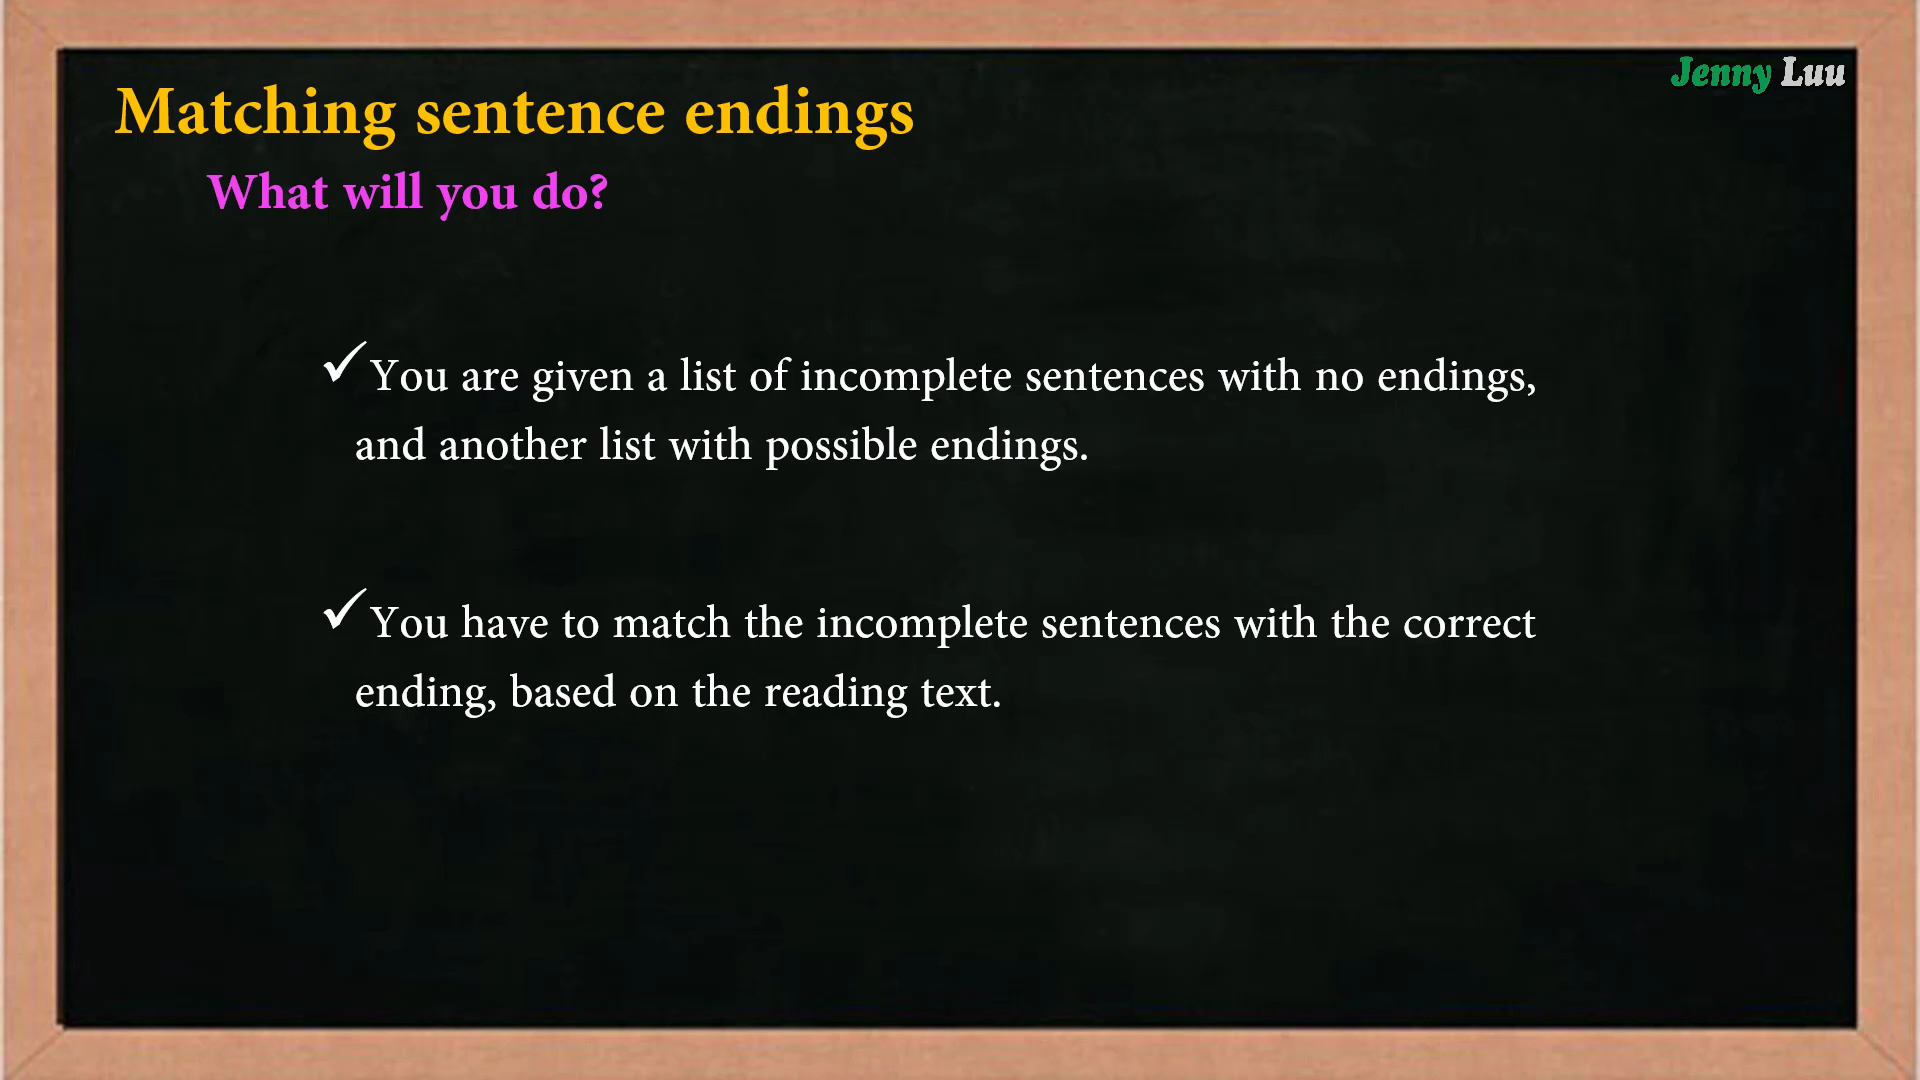 Jenny Luu
Matching sentence endings
What will you do?
✓You are given a list of incomplete sentences with no endings,
and another list with possible endings.
✓You have to match the incomplete sentences with the correct
ending, based on the reading text.